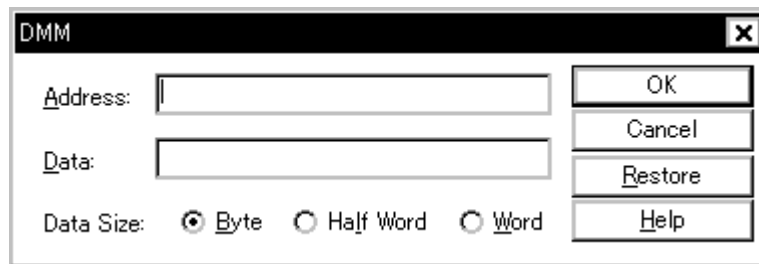 DMM
Address:
OK
Cancel
Data:
Restore
Data Size: Byte Half Word Word
Help